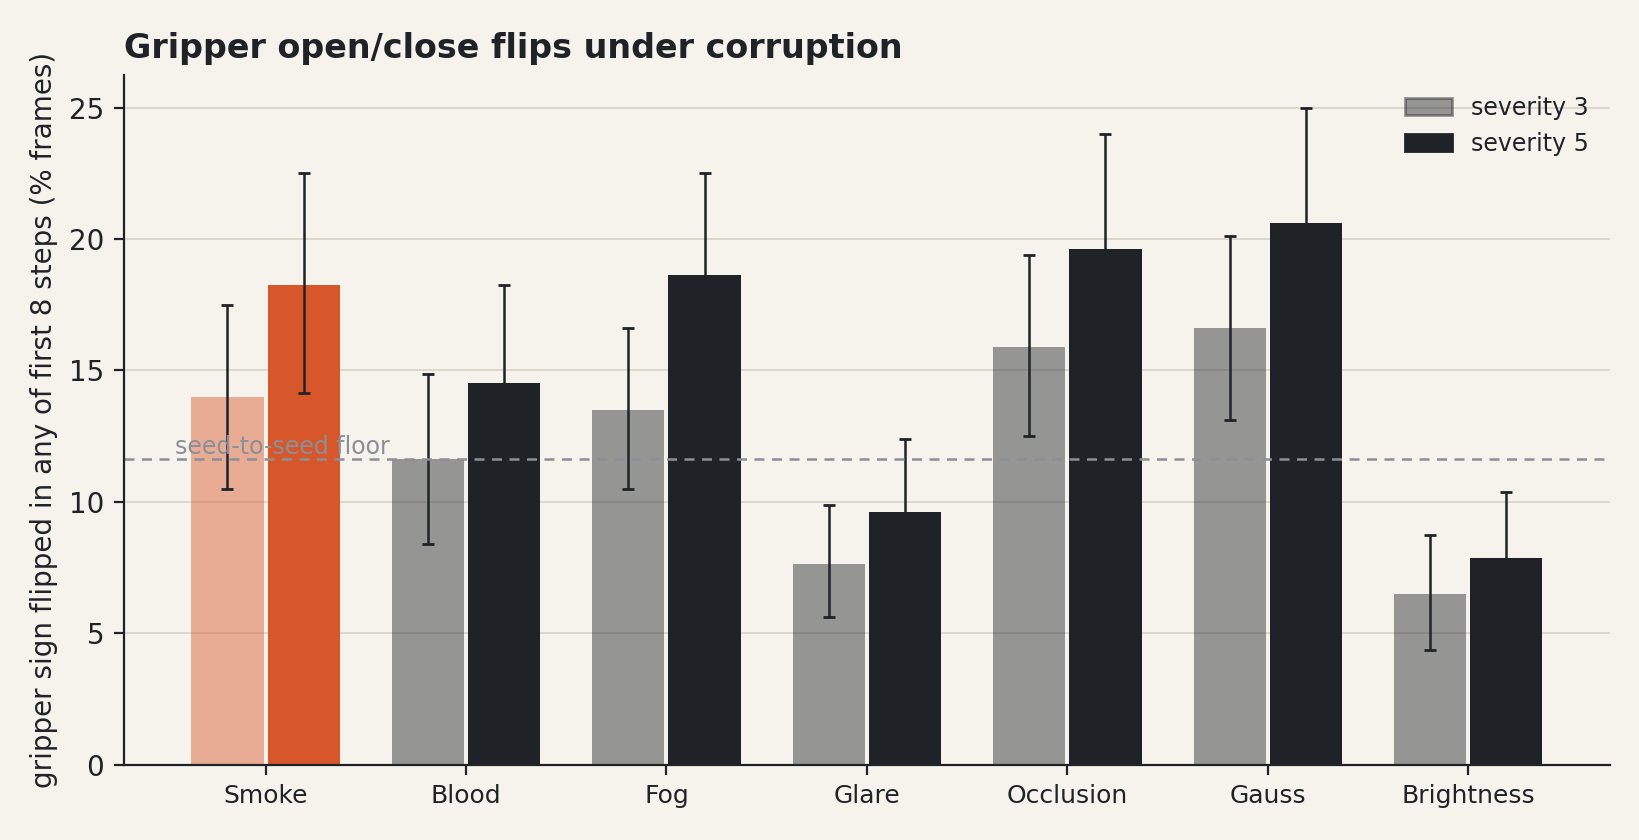 Gripper open/close flips under corruption
gripper sign flipped in any of first 8 steps (% frames)
25
20
15
10
5
0
severity 3
severity 5
seed-to-seed floor
Smoke
Blood
Fog
Glare
Occlusion
Gauss
Brightness